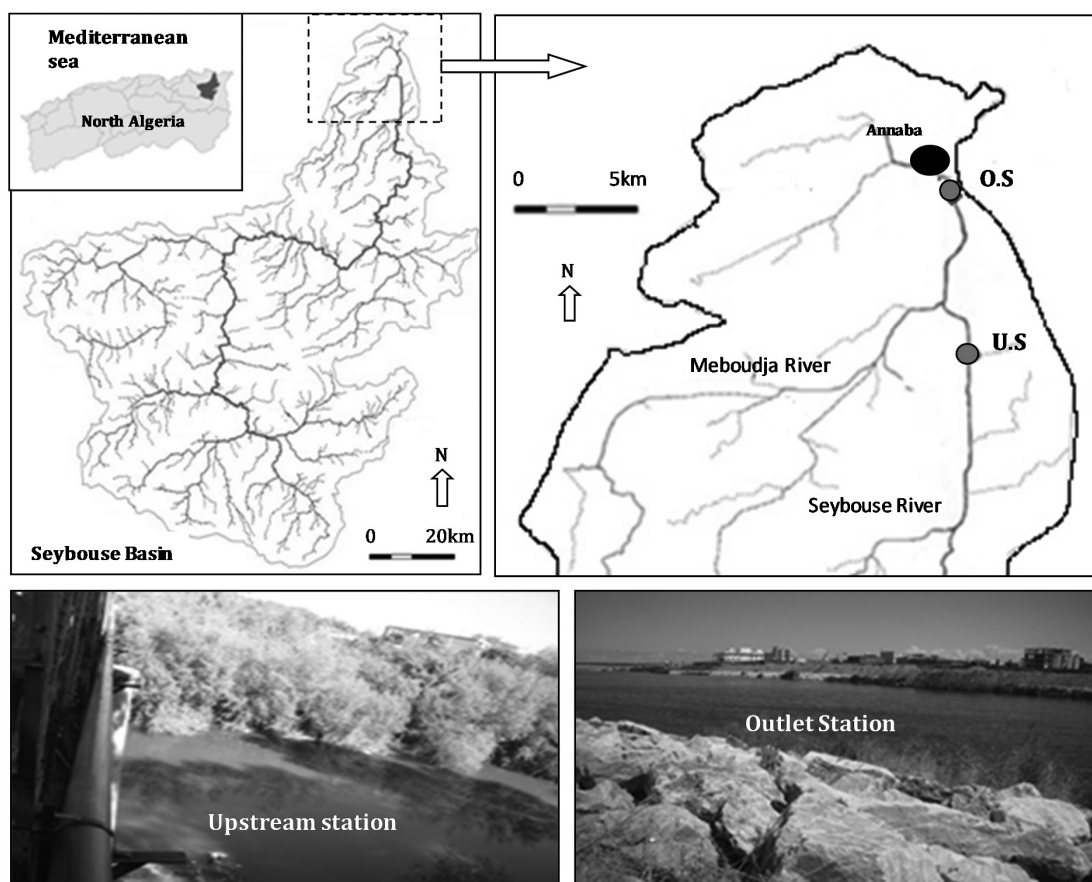 Mediterranean
sea
North Algeria
N
0 20km
Seybouse Basin
Annaba
0 5km
O.S
N
U.S
Meboudja River
Seybouse River
Upstream station
Outlet Station